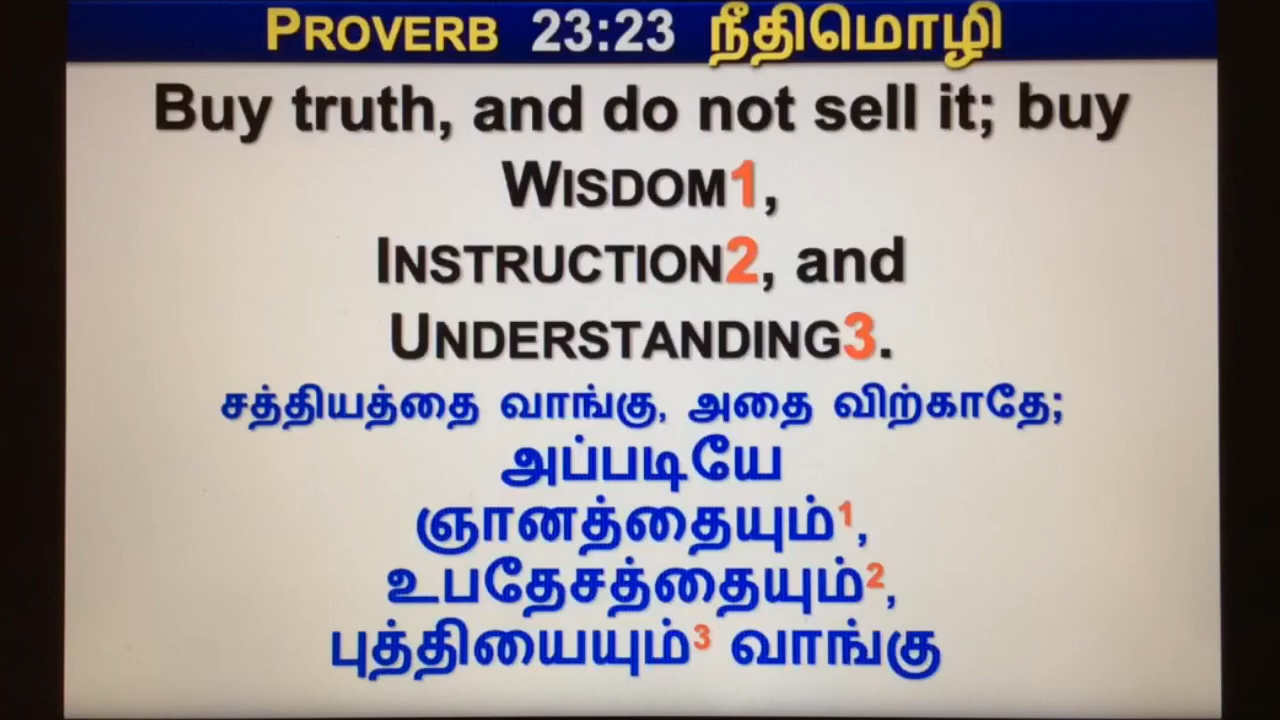 PROVERB 23:23 நீதிமொழி
Buy truth, and do not sell it; buy
WISDOM1,
INSTRUCTION2, and
UNDERSTANDING3.
சத்தியத்தை வாங்கு, அதை விற்காதே;
அப்படியே
ஞானத்தையும்1,
உபதேசத்தையும்2,
புத்தியையும்3 வாங்கு